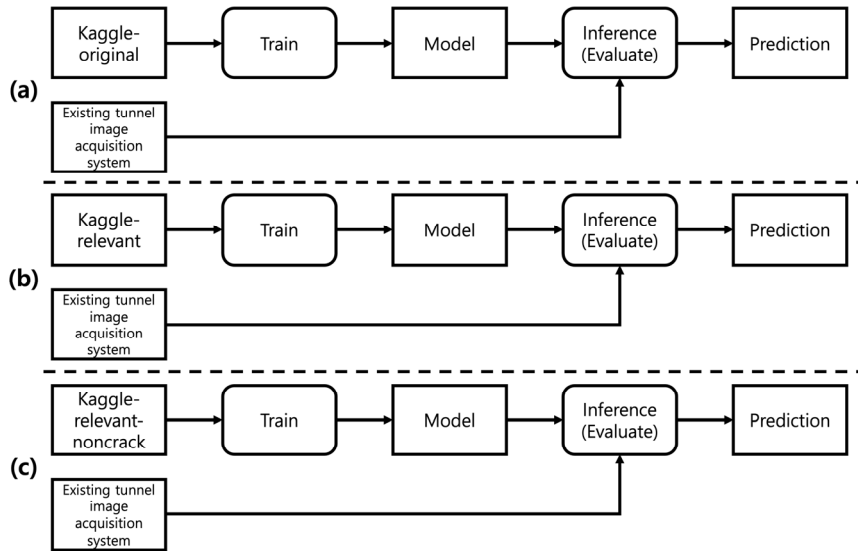 Kaggle-
original
Train
Model
Inference
(Evaluate)
Prediction
(a)
Existing tunnel
image
acquisition
system
Kaggle-
relevant
Train
Model
Inference
(Evaluate)
Prediction
(b)
Existing tunnel
image
acquisition
system
Kaggle-
relevant-
noncrack
Train
Model
Inference
(Evaluate)
Prediction
(c)
Existing tunnel
image
acquisition
system